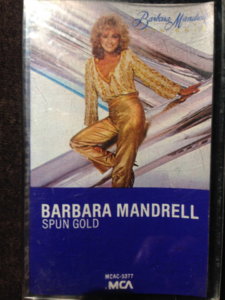 Barbara Mandrell
BARBARA MANDRELL
SPUN GOLD
MCAC-5377
MCA